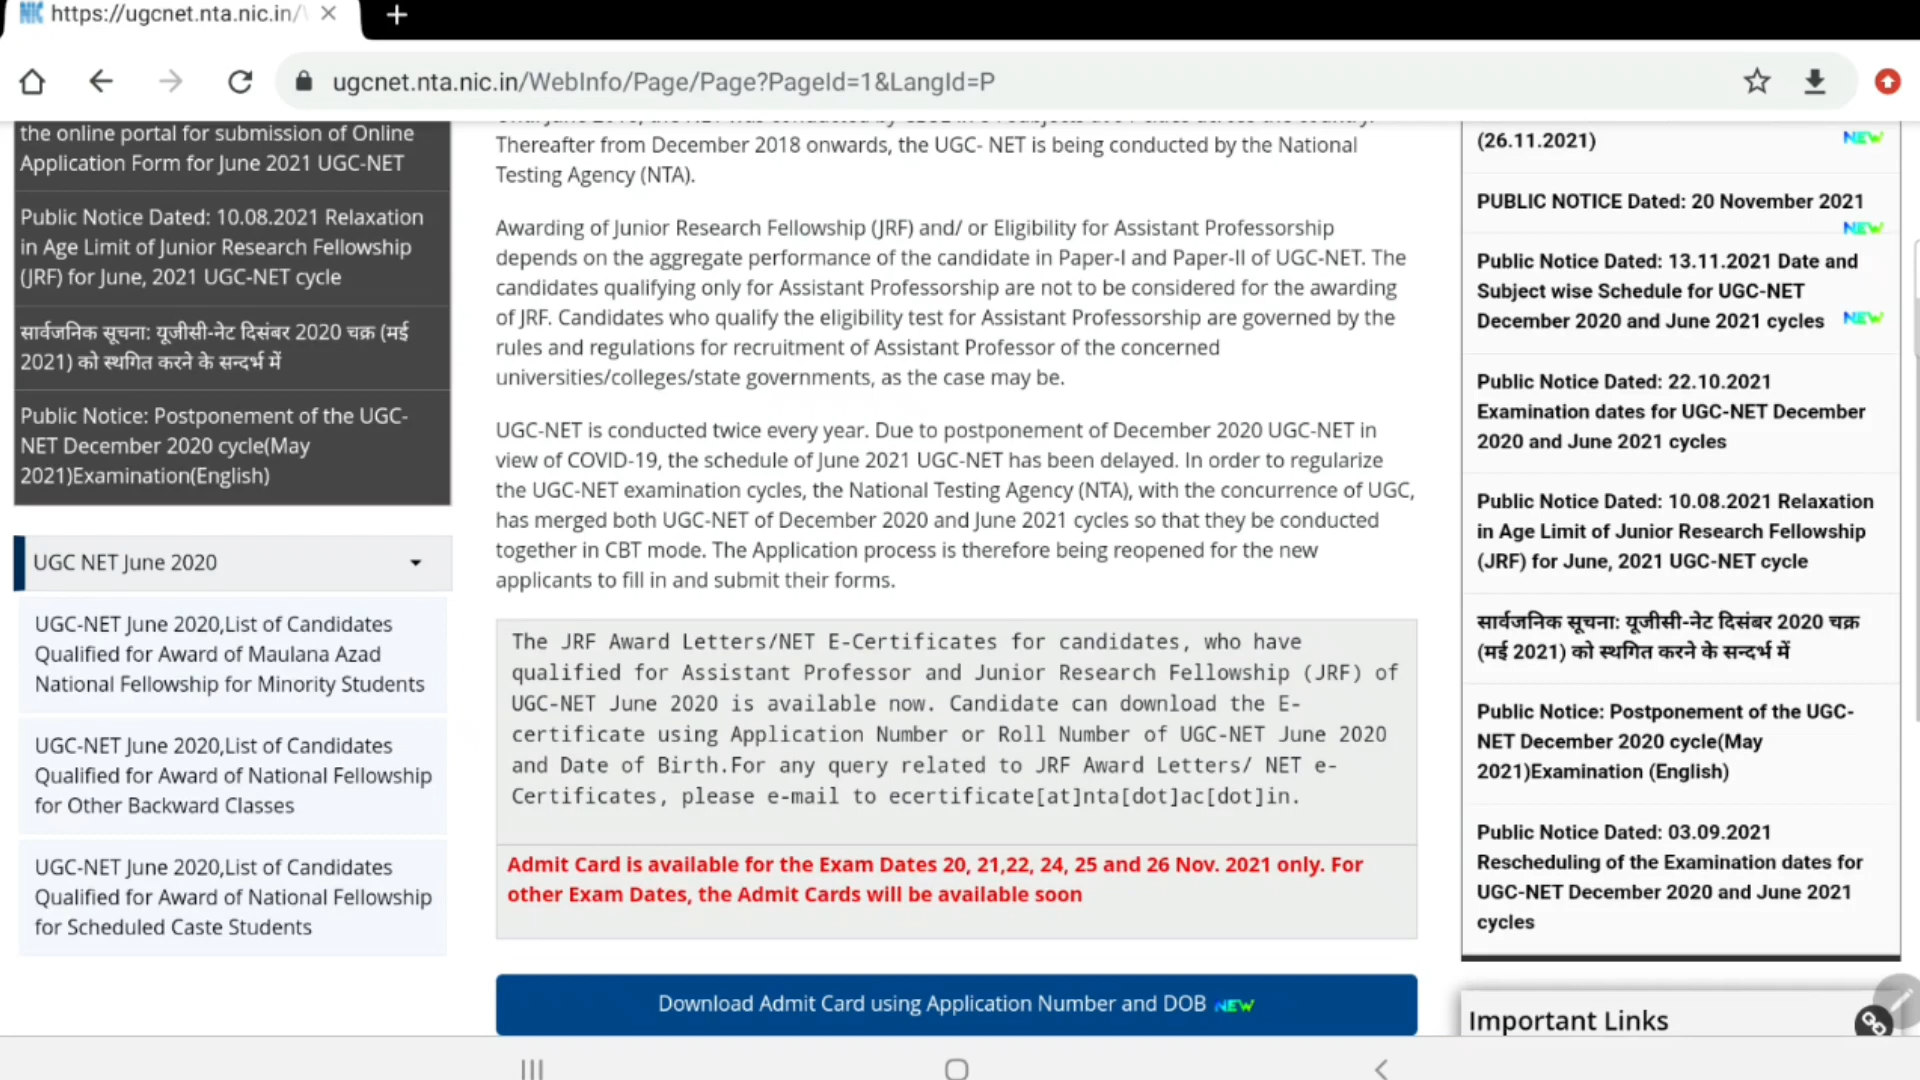 https://ugcnet.nta.nic.in/
ugcnet.nta.nic.in/WebInfo/Page/Page?PageId=1&LangId=P
the online portal for submission of Online
Application Form for June 2021 UGC-NET
Public Notice Dated: 10.08.2021 Relaxation
in Age Limit of Junior Research Fellowship
(JRF) for June, 2021 UGC-NET cycle
सार्वजनिक सूचना: यूजीसी-नेट दिसंबर 2020 चक्र (मई
2021) को स्थगित करने के सन्दर्भ में
Public Notice: Postponement of the UGC-
NET December 2020 cycle(May
2021)Examination(English)
UGC NET June 2020
UGC-NET June 2020,List of Candidates
Qualified for Award of Maulana Azad
National Fellowship for Minority Students
UGC-NET June 2020,List of Candidates
Qualified for Award of National Fellowship
for Other Backward Classes
UGC-NET June 2020,List of Candidates
Qualified for Award of National Fellowship
for Scheduled Caste Students
Thereafter from December 2018 onwards, the UGC- NET is being conducted by the National
Testing Agency (NTA).
Awarding of Junior Research Fellowship (JRF) and/ or Eligibility for Assistant Professorship
depends on the aggregate performance of the candidate in Paper-I and Paper-II of UGC-NET. The
candidates qualifying only for Assistant Professorship are not to be considered for the awarding
of JRF. Candidates who qualify the eligibility test for Assistant Professorship are governed by the
rules and regulations for recruitment of Assistant Professor of the concerned
universities/colleges/state governments, as the case may be.
UGC-NET is conducted twice every year. Due to postponement of December 2020 UGC-NET in
view of COVID-19, the schedule of June 2021 UGC-NET has been delayed. In order to regularize
the UGC-NET examination cycles, the National Testing Agency (NTA), with the concurrence of UGC,
has merged both UGC-NET of December 2020 and June 2021 cycles so that they be conducted
together in CBT mode. The Application process is therefore being reopened for the new
applicants to fill in and submit their forms.
The JRF Award Letters/NET E-Certificates for candidates, who have
qualified for Assistant Professor and Junior Research Fellowship (JRF) of
UGC-NET June 2020 is available now. Candidate can download the E-
certificate using Application Number or Roll Number of UGC-NET June 2020
and Date of Birth.For any query related to JRF Award Letters/ NET e-
Certificates, please e-mail to ecertificate[at]nta[dot]ac[dot]in.
Admit Card is available for the Exam Dates 20, 21,22, 24, 25 and 26 Nov. 2021 only. For
other Exam Dates, the Admit Cards will be available soon
Download Admit Card using Application Number and DOB NEW
(26.11.2021) NEW
PUBLIC NOTICE Dated: 20 November 2021
NEW
Public Notice Dated: 13.11.2021 Date and
Subject wise Schedule for UGC-NET
December 2020 and June 2021 cycles NEW
Public Notice Dated: 22.10.2021
Examination dates for UGC-NET December
2020 and June 2021 cycles
Public Notice Dated: 10.08.2021 Relaxation
in Age Limit of Junior Research Fellowship
(JRF) for June, 2021 UGC-NET cycle
सार्वजनिक सूचना: यूजीसी-नेट दिसंबर 2020 चक्र
(मई 2021) को स्थगित करने के सन्दर्भ में
Public Notice: Postponement of the UGC-
NET December 2020 cycle(May
2021)Examination (English)
Public Notice Dated: 03.09.2021
Rescheduling of the Examination dates for
UGC-NET December 2020 and June 2021
cycles
Important Links